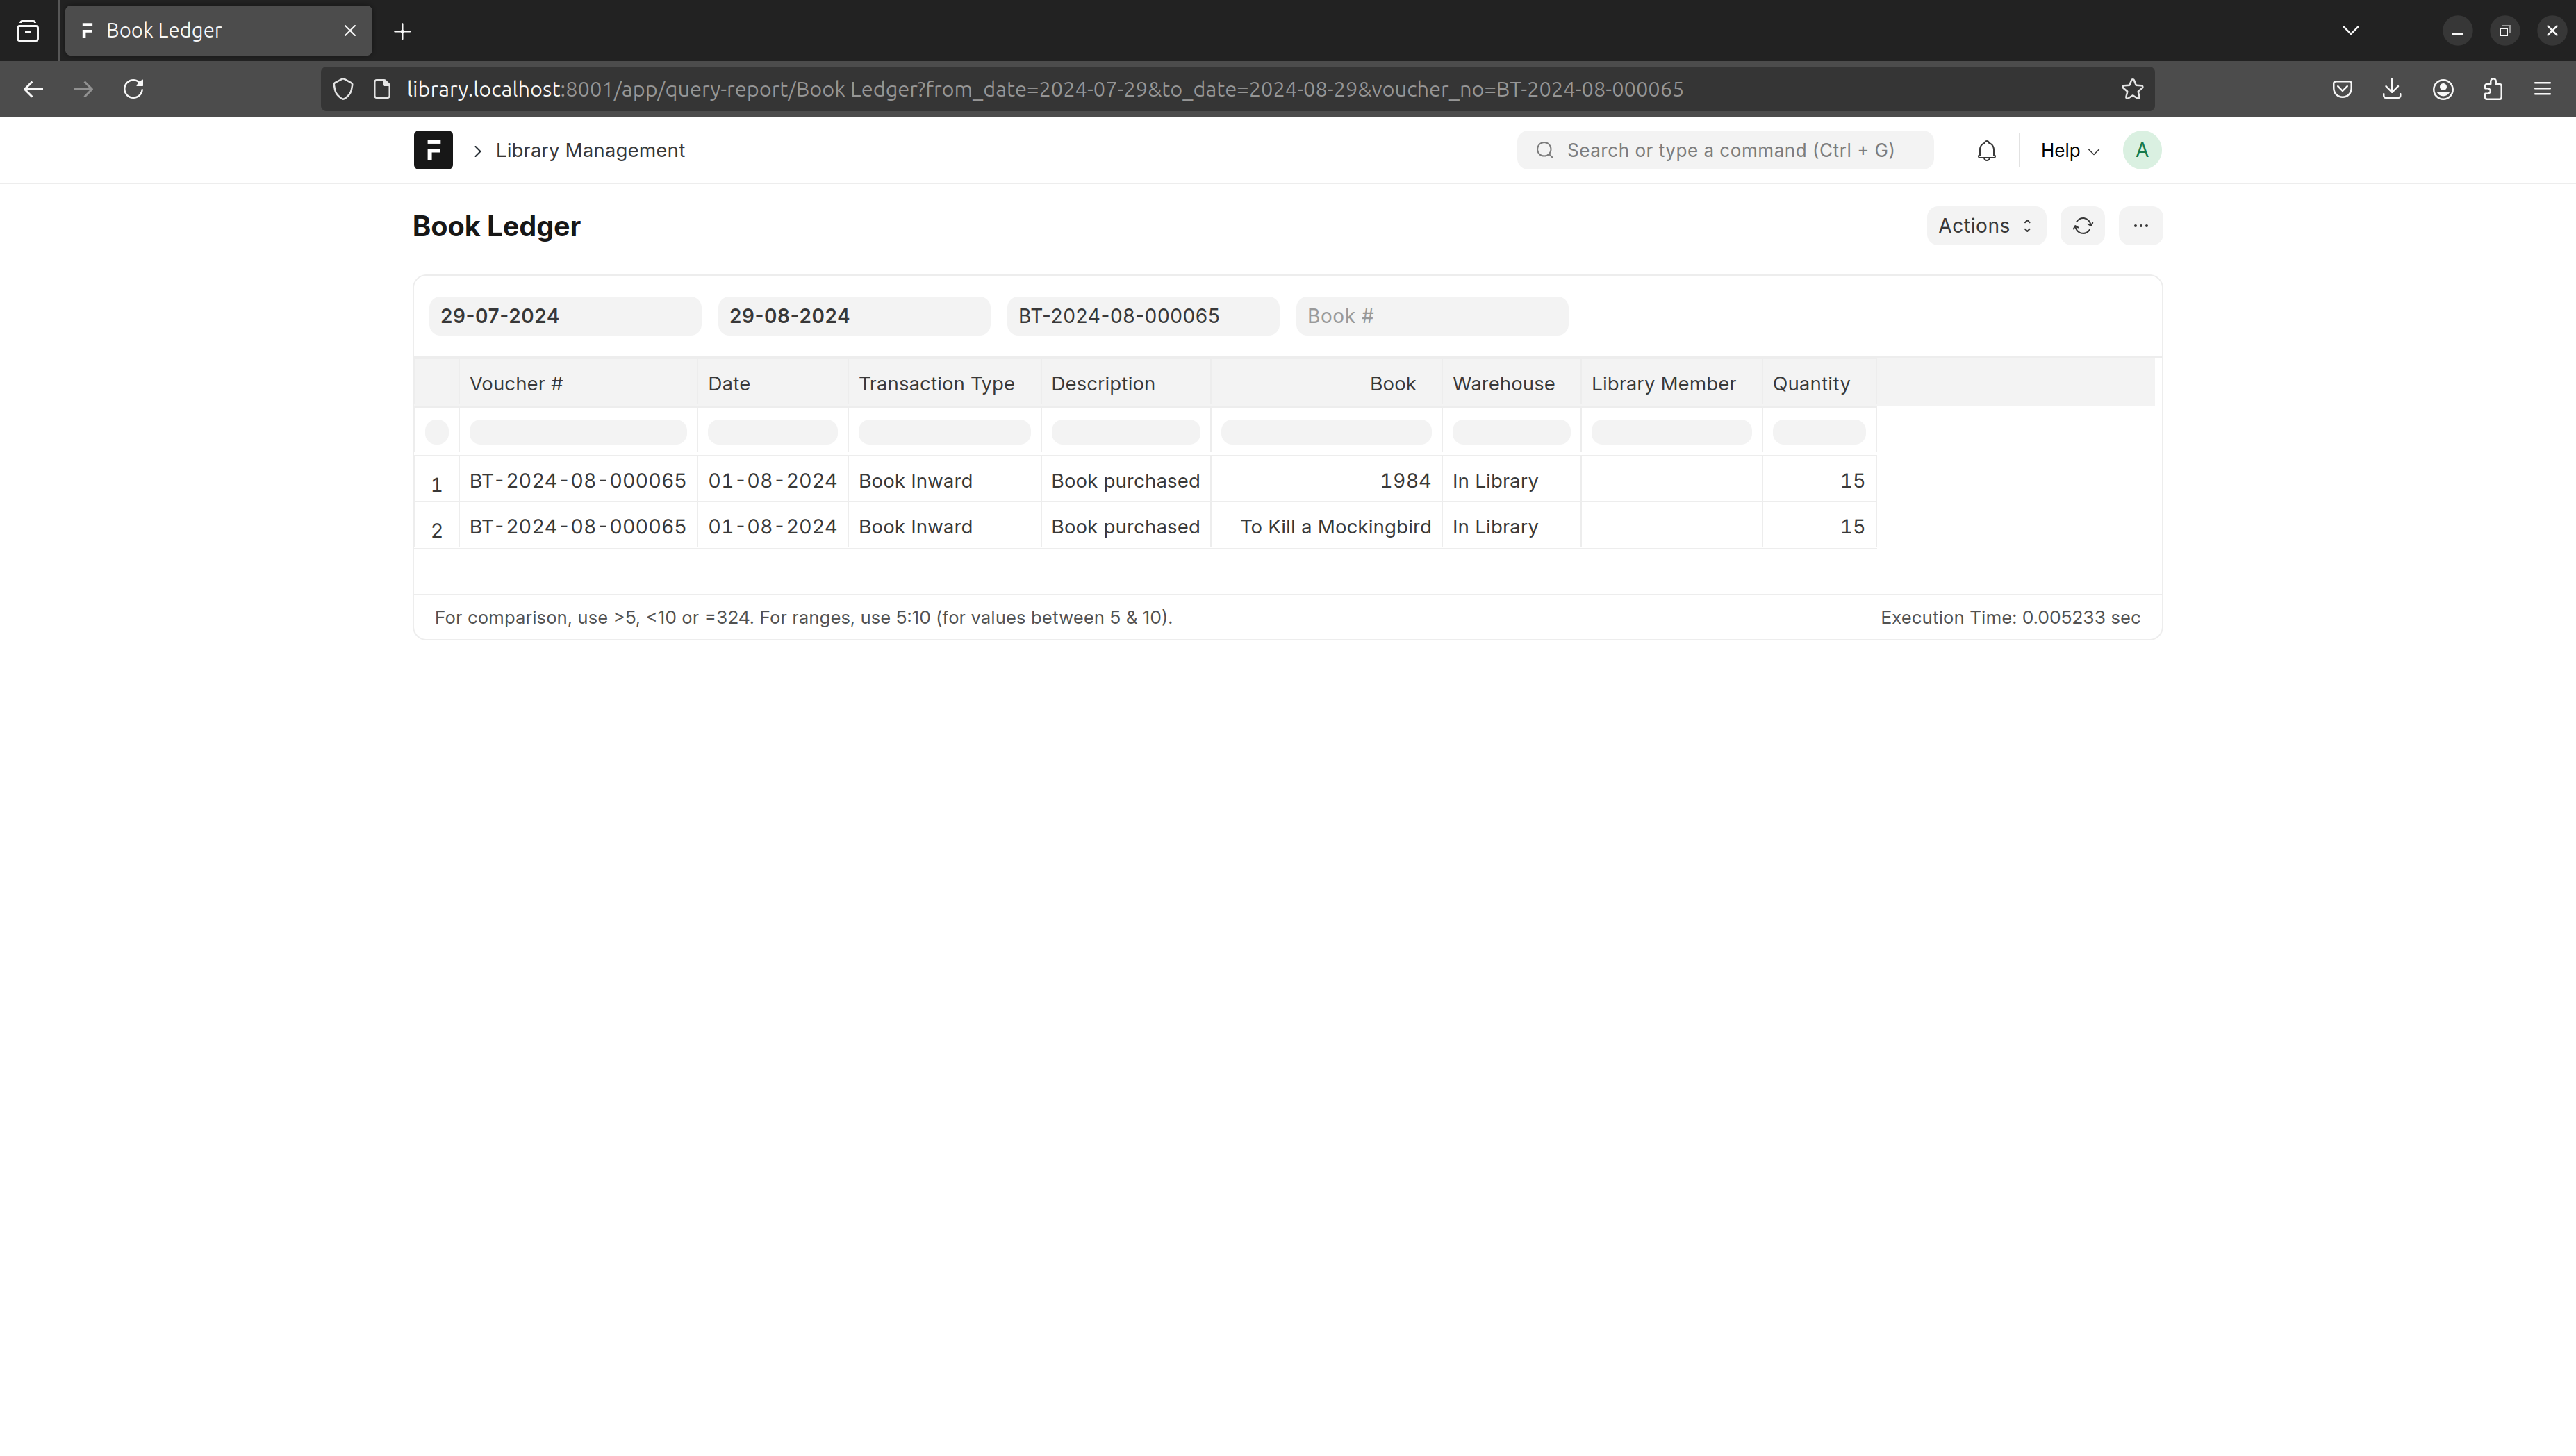 Book Ledger
library.localhost:8001/app/query-report/Book Ledger?from_date=2024-07-29&to_date=2024-08-29&voucher_no=BT-2024-08-000065
Library Management
Search or type a command (Ctrl + G)
Help
A
Book Ledger
Actions
29-07-2024
29-08-2024
BT-2024-08-000065
Book #
Voucher # Date Transaction Type Description Book Warehouse Library Member Quantity
1 BT-2024-08-000065 01-08-2024 Book Inward Book purchased 1984 In Library 15
2 BT-2024-08-000065 01-08-2024 Book Inward Book purchased To Kill a Mockingbird In Library 15
For comparison, use >5, <10 or =324. For ranges, use 5:10 (for values between 5 & 10).
Execution Time: 0.005233 sec